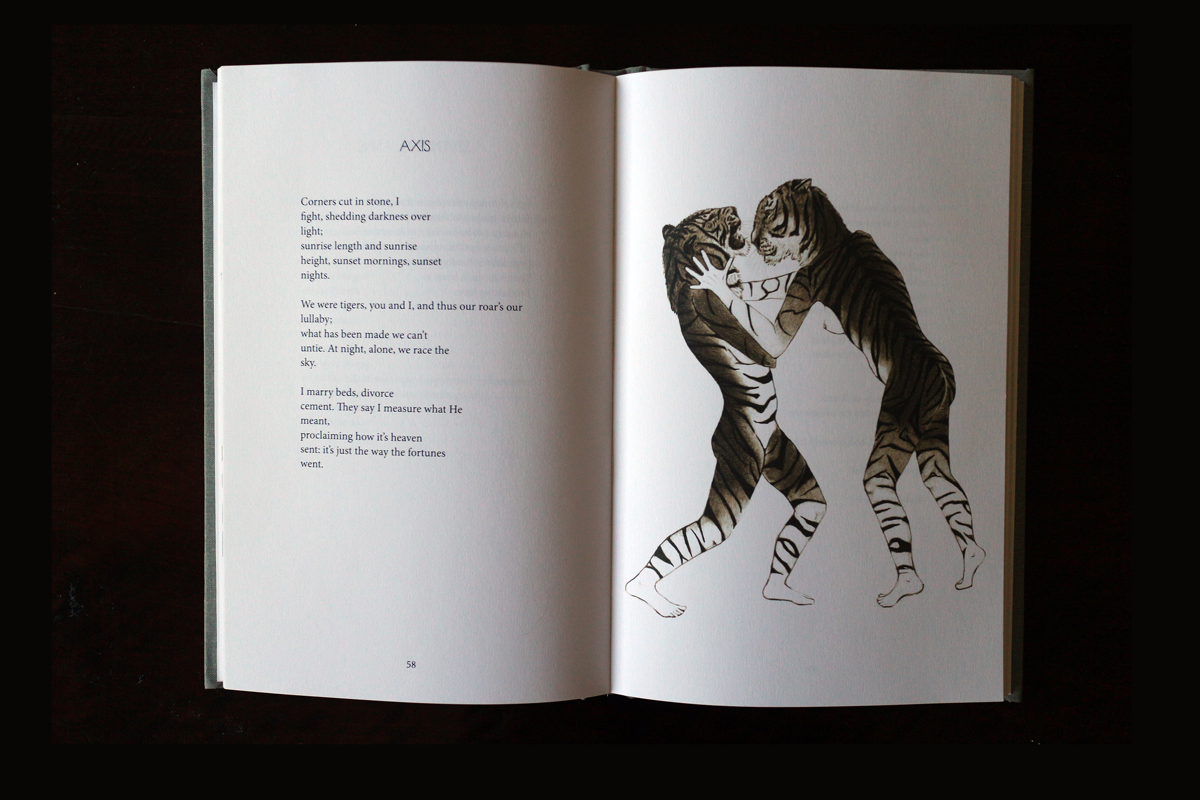 AXIS
Corners cut in stone, I
fight, shedding darkness over
light;
sunrise length and sunrise
height, sunset mornings, sunset
nights.
We were tigers, you and I, and thus our roar's our
lullaby;
what has been made we can't
untie. At night, alone, we race the
sky.
I marry beds, divorce
cement. They say I measure what He
meant,
proclaiming how it's heaven
sent: it's just the way the fortunes
went.
58